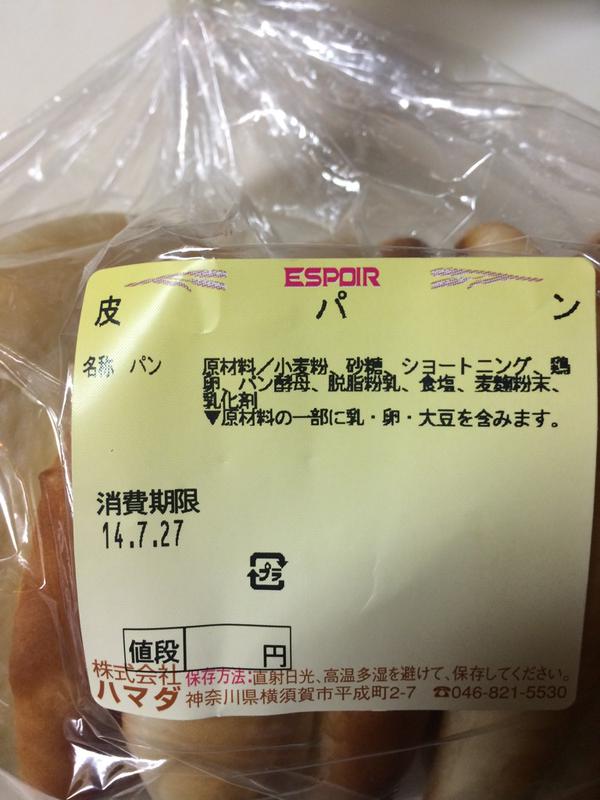 ESPOIR
皮パン
名称 パン 原材料／小麦粉、砂糖、ショートニング、鶏
卵、パン酵母、脱脂粉乳、食塩、麦麹粉末、
乳化剤
▼原材料の一部に乳・卵・大豆を含みます。
消費期限
14.7.27
プラ
値段 円
株式会社 保存方法:直射日光、高温多湿を避けて、保存してください。
ハマダ 神奈川県横須賀市平成町2-7 ☎046-821-5530